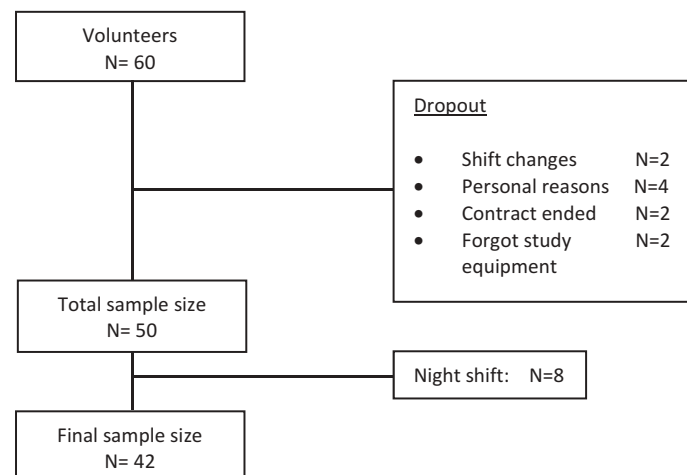 Volunteers
N= 60
Dropout
• Shift changes N=2
• Personal reasons N=4
• Contract ended N=2
• Forgot study N=2
equipment
Total sample size
N= 50
Night shift: N=8
Final sample size
N= 42